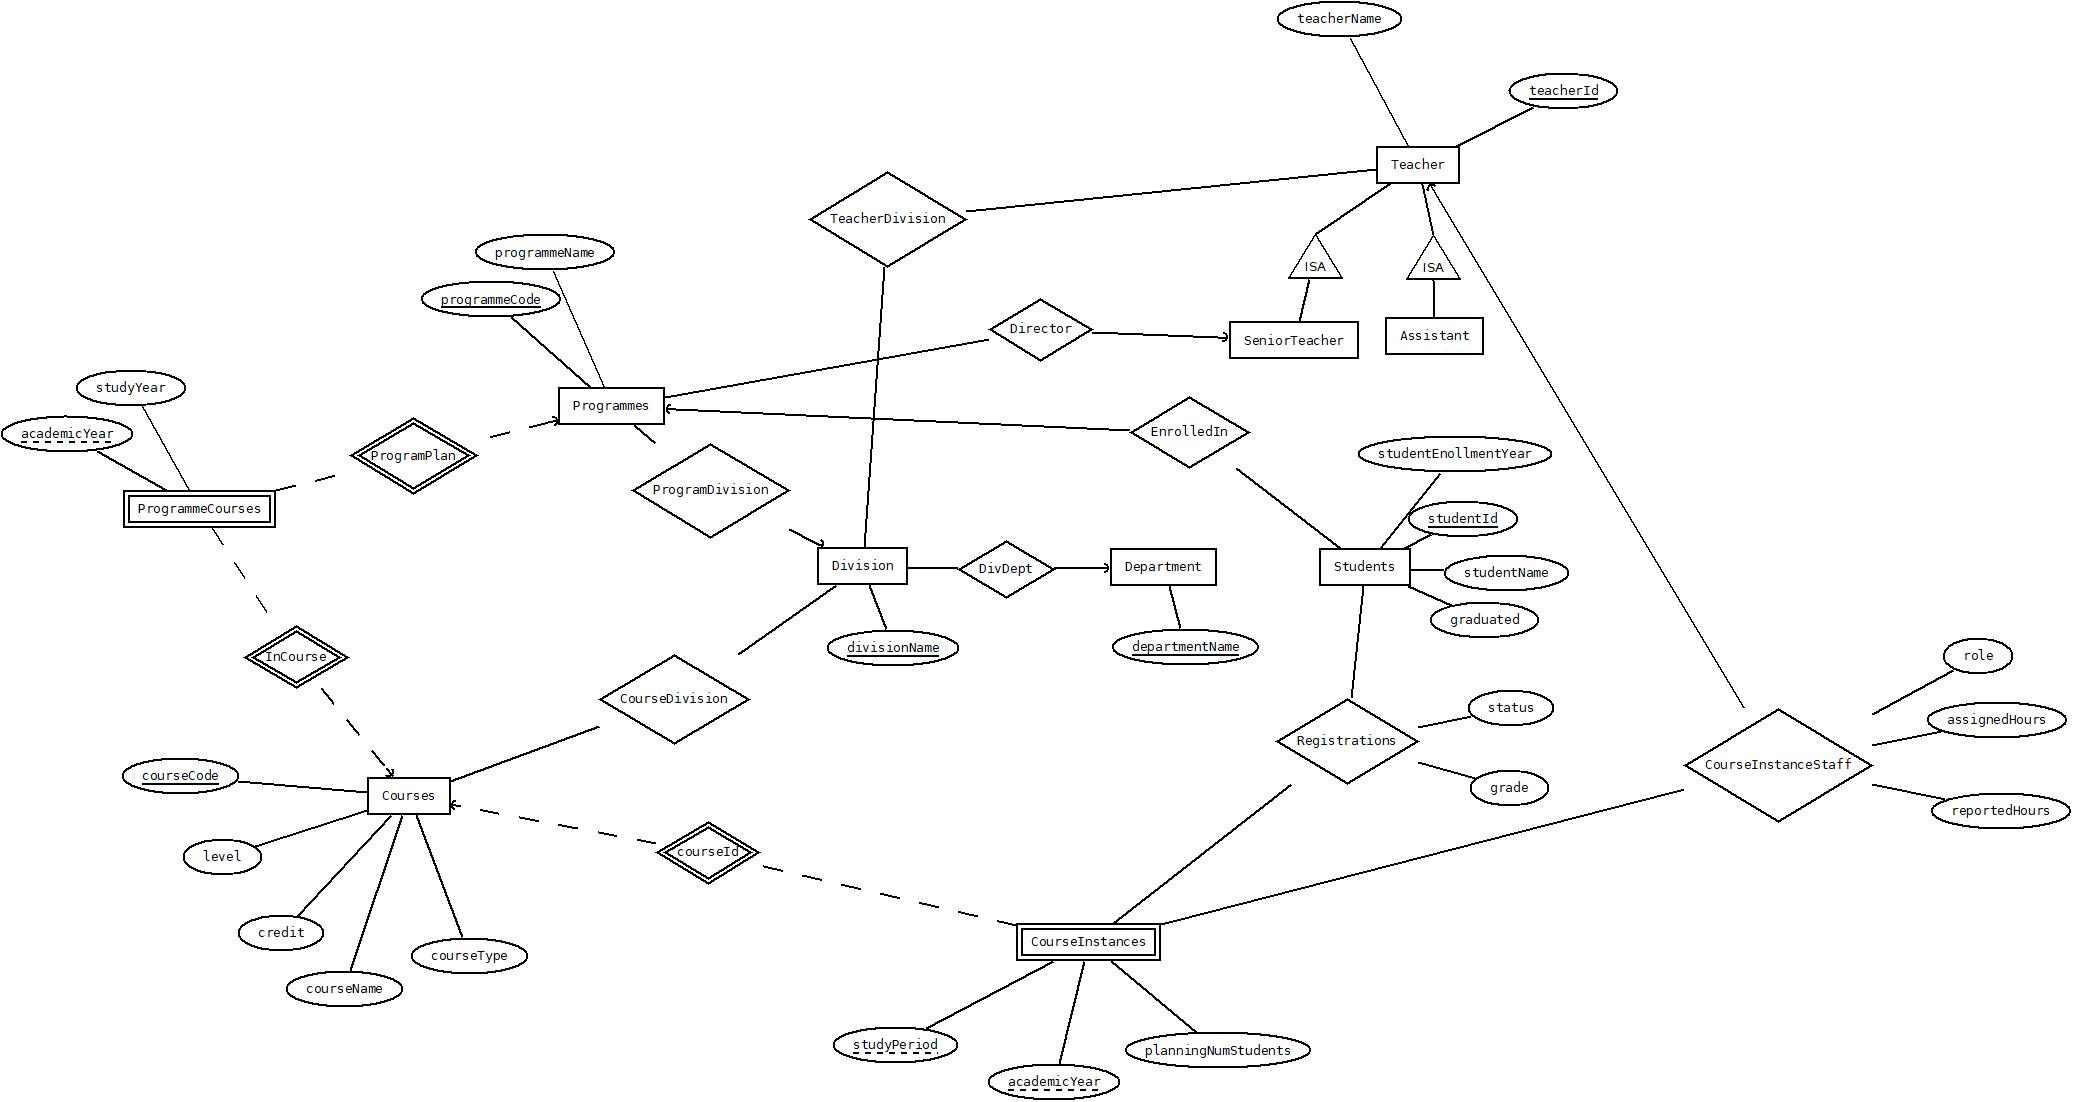 teacherName
teacherId
Teacher
TeacherDivision
programmeName
ISA
ISA
programmeCode
Director
SeniorTeacher
Assistant
studyYear
Programmes
academicYear
ProgramPlan
EnrolledIn
studentEnollmentYear
ProgramDivision
ProgrammeCourses
studentId
Division
DivDept
Department
Students
studentName
graduated
divisionName
departmentName
InCourse
role
CourseDivision
status
assignedHours
Registrations
CourseInstanceStaff
courseCode
Courses
grade
reportedHours
level
courseId
credit
CourseInstances
courseType
courseName
studyPeriod
planningNumStudents
academicYear